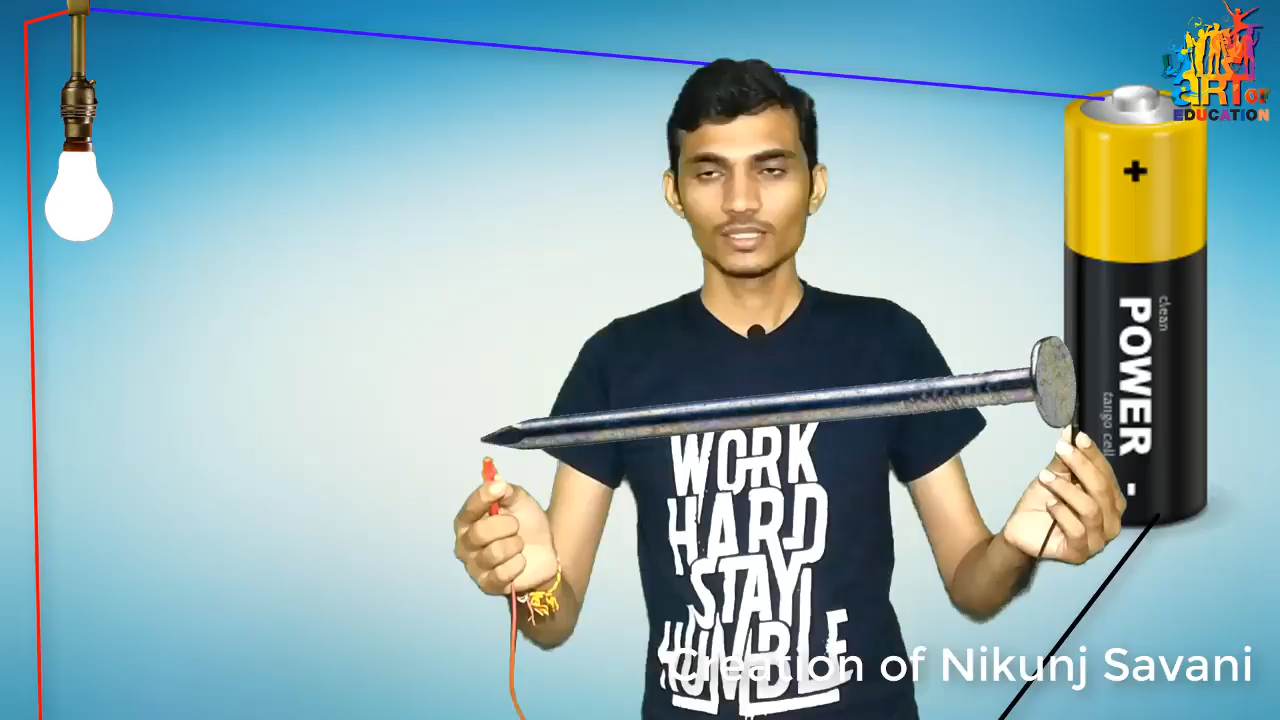 ART OF
EDUCATION
+
clean
POWER
tango cell
-
WORK
HARD
STAY
HUMBLE
Creation of Nikunj Savani